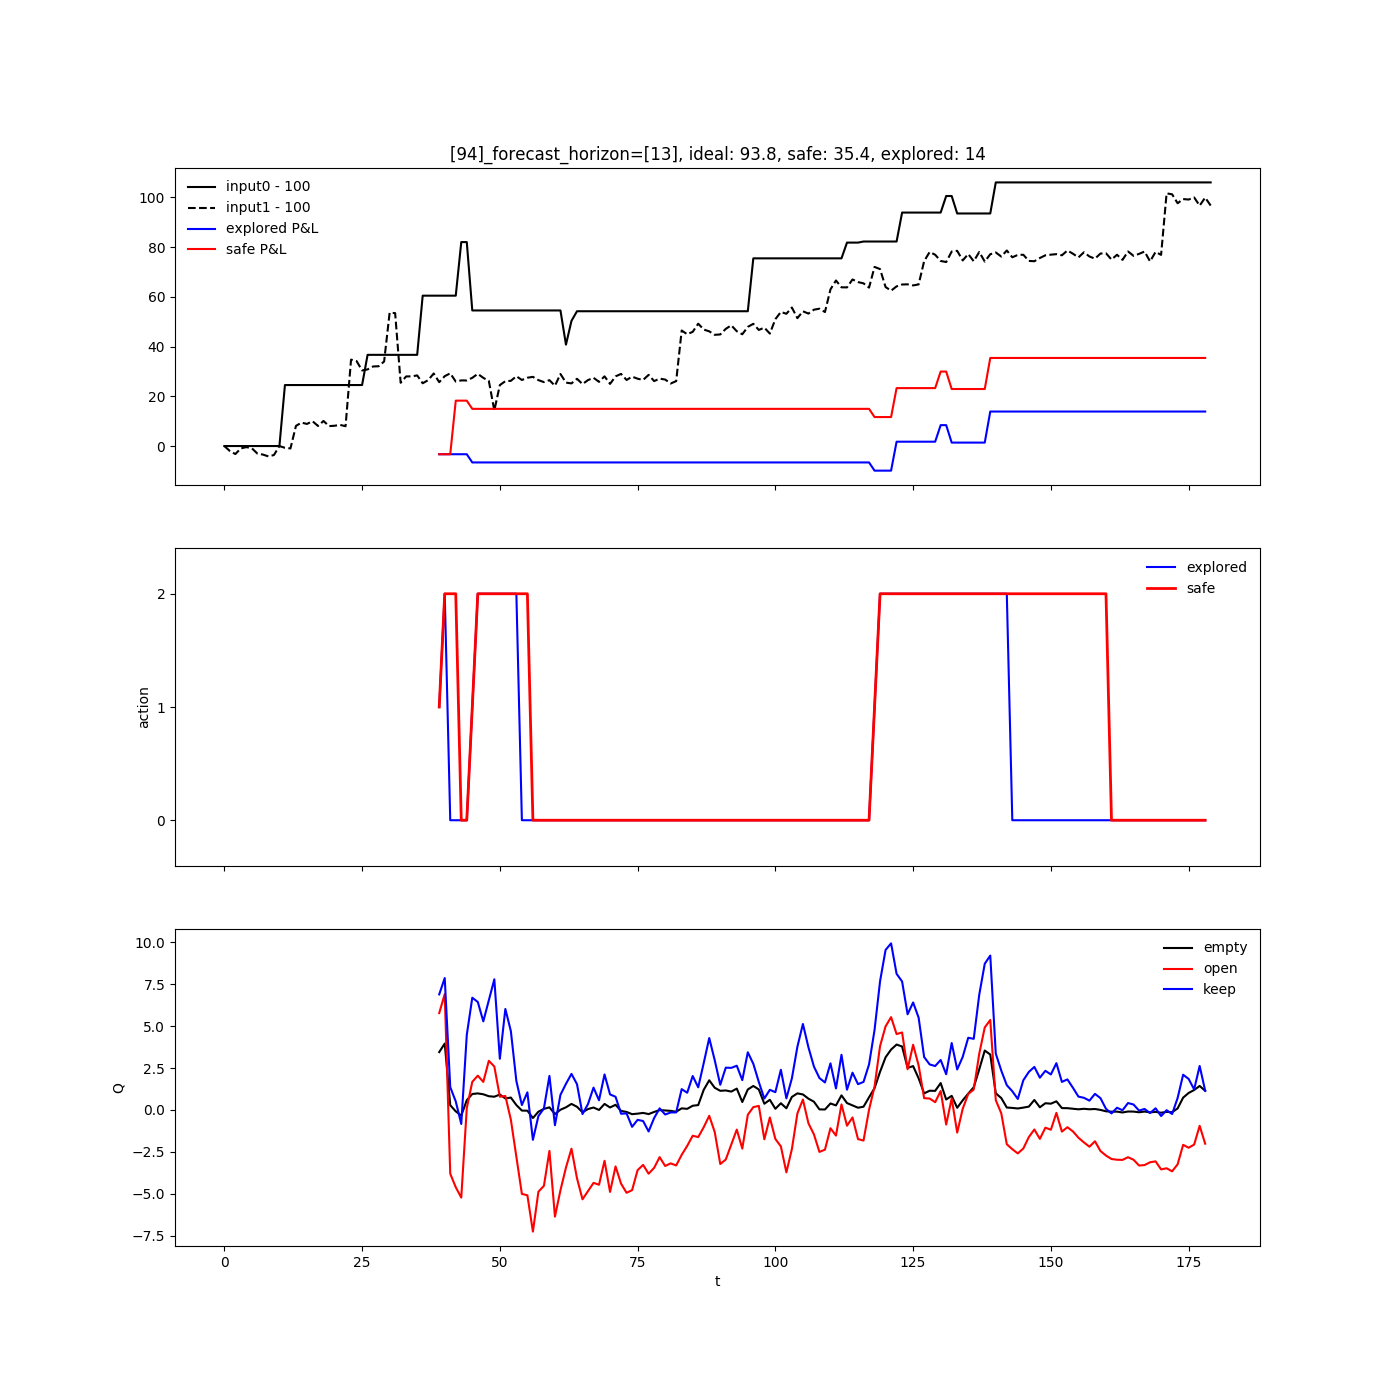 [94]_forecast_horizon=[13], ideal: 93.8, safe: 35.4, explored: 14
input0 - 100
input1 - 100
explored P&L
safe P&L
100
80
60
40
20
0
explored
safe
action
2
1
0
empty
open
keep
Q
10.0
7.5
5.0
2.5
0.0
−2.5
−5.0
−7.5
0 25 50 75 100 125 150 175
t